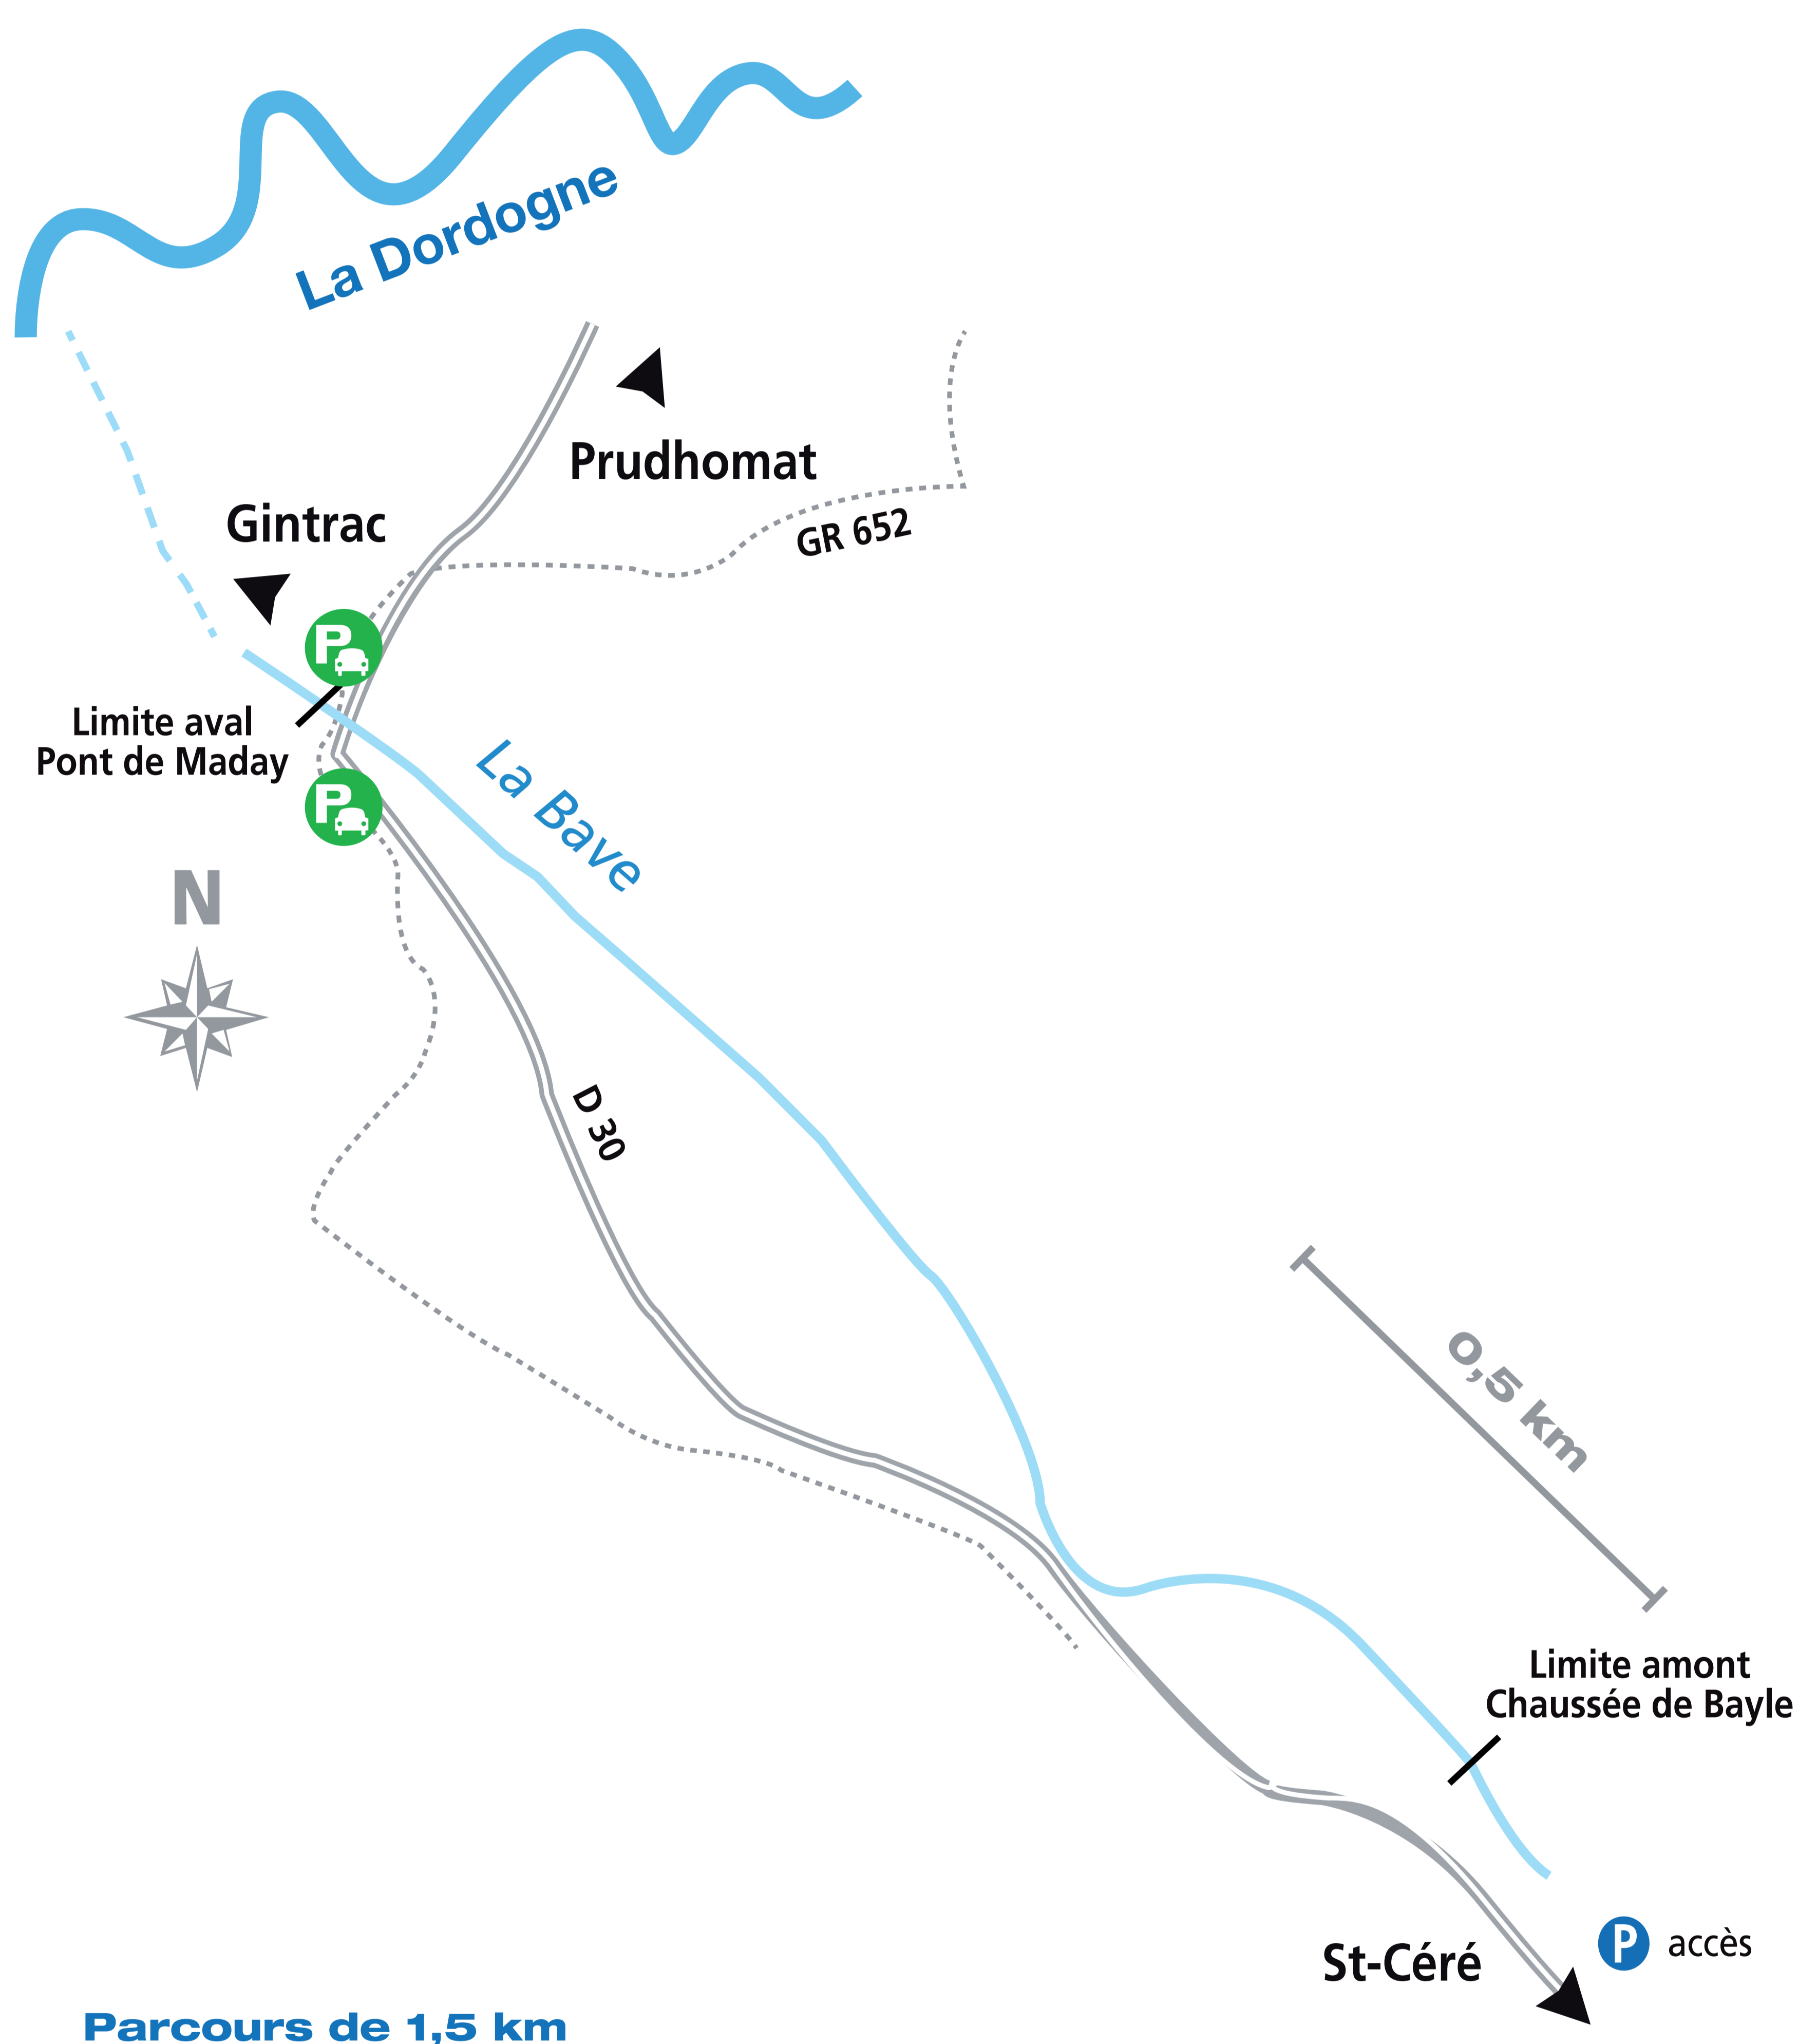 La Dordogne
Prudhomat
Gintrac
GR 652
P
Limite aval
Pont de Maday
La Bave
P
N
D 30
0,5 km
Limite amont
Chaussée de Bayle
St-Céré
P accès
Parcours de 1,5 km